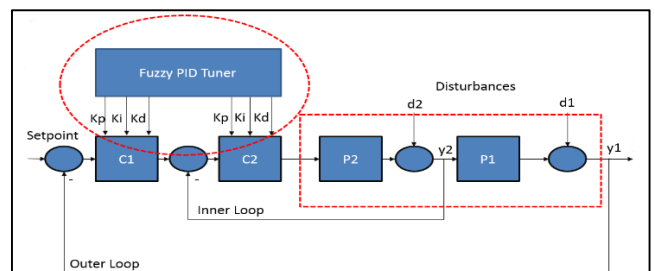 Fuzzy PID Tuner
Disturbances
Kp Ki Kd
Kp Ki Kd
d2
d1
Setpoint
C1
C2
P2
y2
P1
y1
-
-
Inner Loop
Outer Loop